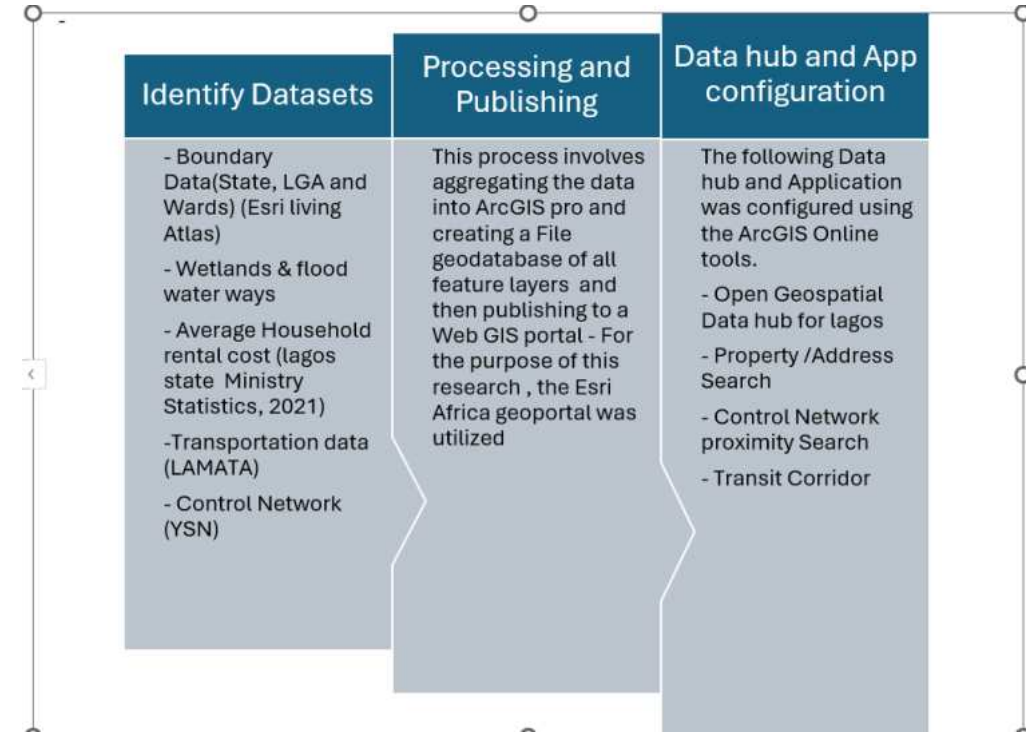 -
Identify Datasets
- Boundary
Data(State, LGA and
Wards) (Esri living
Atlas)
- Wetlands & flood
water ways
- Average Household
rental cost (lagos
state  Ministry
Statistics, 2021)
-Transportation data
(LAMATA)
- Control Network
(YSN)
Processing and
Publishing
This process involves
aggregating the data
into ArcGIS pro and
creating a File
geodatabase of all
feature layers  and
then publishing to a
Web GIS portal - For
the purpose of this
research , the Esri
Africa geoportal was
utilized
Data hub and App
configuration
The following Data
hub and Application
was configured using
the ArcGIS Online
tools.
- Open Geospatial
Data hub for lagos
- Property /Address
Search
- Control Network
proximity Search
- Transit Corridor